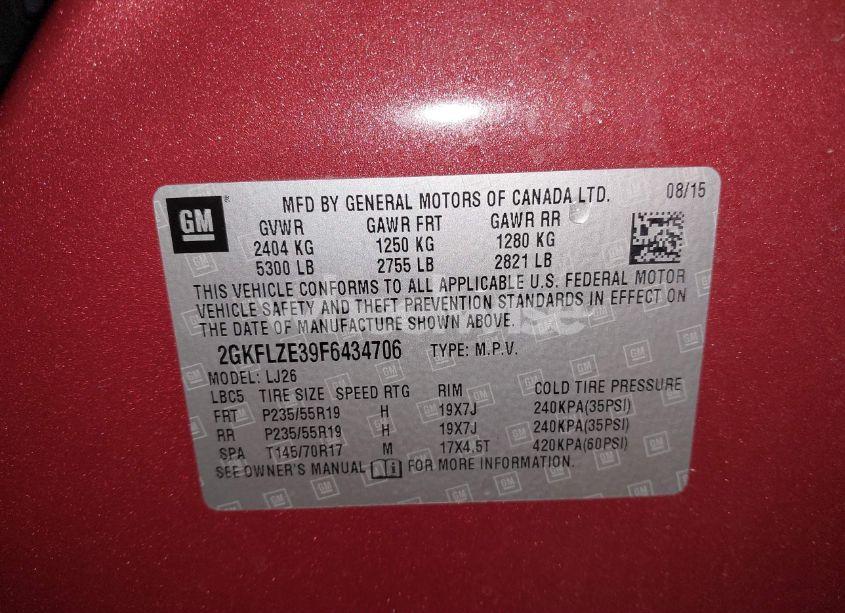 GM
MFD BY GENERAL MOTORS OF CANADA LTD. 08/15
GVWR GAWR FRT GAWR RR
2404 KG 1250 KG 1280 KG
5300 LB 2755 LB 2821 LB
THIS VEHICLE CONFORMS TO ALL APPLICABLE U.S. FEDERAL MOTOR
VEHICLE SAFETY AND THEFT PREVENTION STANDARDS IN EFFECT ON
THE DATE OF MANUFACTURE SHOWN ABOVE.
2GKFLZE39F6434706 TYPE: M.P.V.
MODEL: LJ26
LBC5 TIRE SIZE SPEED RTG RIM COLD TIRE PRESSURE
FRT P235/55R19 H 19X7J 240KPA(35PSI)
RR P235/55R19 H 19X7J 240KPA(35PSI)
SPA T145/70R17 M 17X4.5T 420KPA(60PSI)
SEE OWNER'S MANUAL FOR MORE INFORMATION.